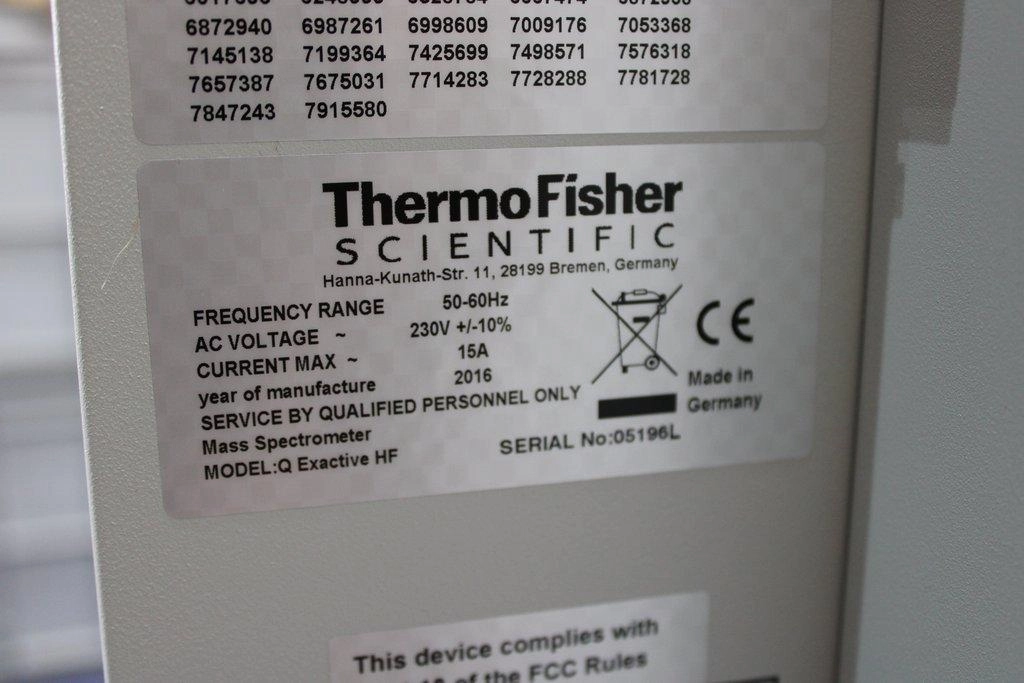 6872940 6987261 6998609 7009176 7053368
7145138 7199364 7425699 7498571 7576318
7657387 7675031 7714283 7728288 7781728
7847243 7915580
ThermoFisher
SCIENTIFIC
Hanna-Kunath-Str. 11, 28199 Bremen, Germany
FREQUENCY RANGE 50-60Hz
AC VOLTAGE ~ 230V +/-10%
CURRENT MAX ~ 15A
year of manufacture 2016
SERVICE BY QUALIFIED PERSONNEL ONLY
Mass Spectrometer
MODEL:Q Exactive HF
CE
Made in
Germany
SERIAL No:05196L
This device complies with
of the FCC Rules